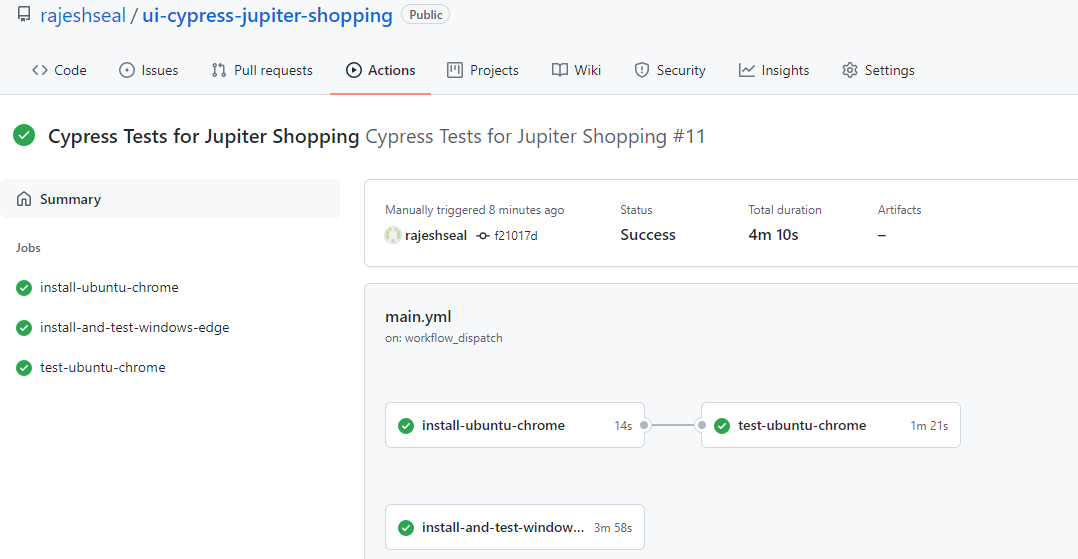 rajeshseal / ui-cypress-jupiter-shopping Public
<> Code Issues Pull requests Actions Projects Wiki Security Insights Settings
Cypress Tests for Jupiter Shopping Cypress Tests for Jupiter Shopping #11
Summary
Jobs
install-ubuntu-chrome
install-and-test-windows-edge
test-ubuntu-chrome
Manually triggered 8 minutes ago Status Total duration Artifacts
rajeshseal f21017d Success 4m 10s –
main.yml
on: workflow_dispatch
install-ubuntu-chrome 14s test-ubuntu-chrome 1m 21s
install-and-test-window... 3m 58s